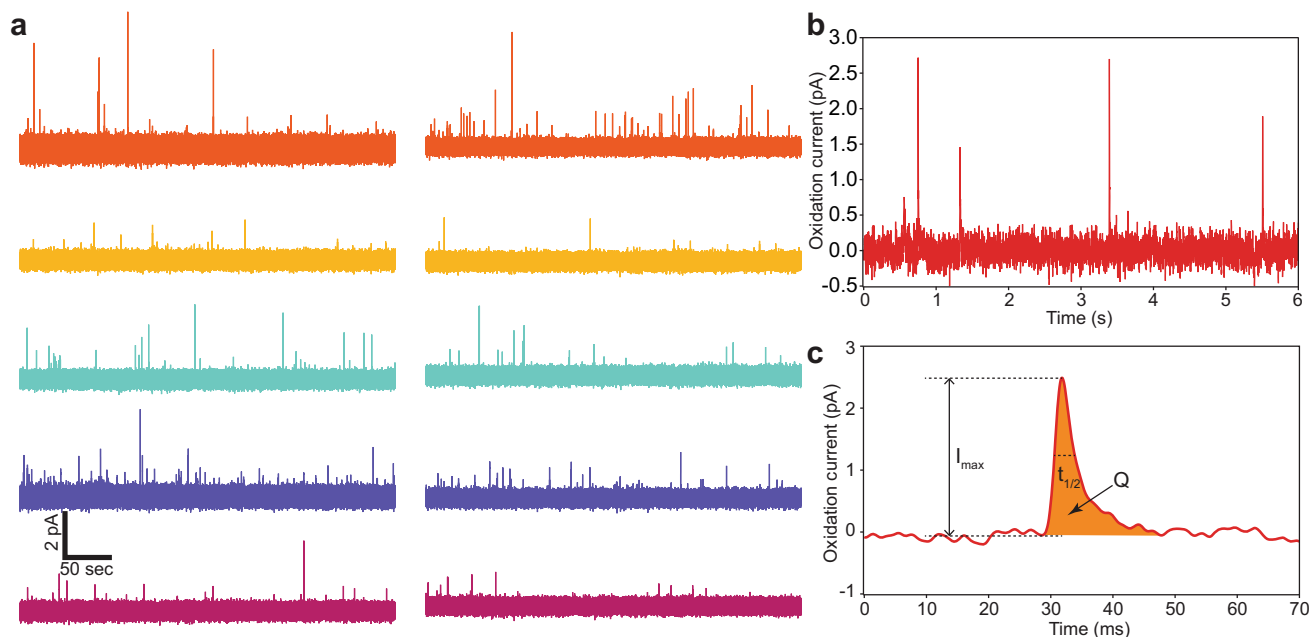 a
2 pA
50 sec
b
Oxidation current (pA)
3.0
2.5
2.0
1.5
1.0
0.5
0.0
-0.5
0 1 2 3 4 5 6
Time (s)
c
Oxidation current (pA)
3
2
1
0
-1
Imax
t1/2
Q
0 10 20 30 40 50 60 70
Time (ms)